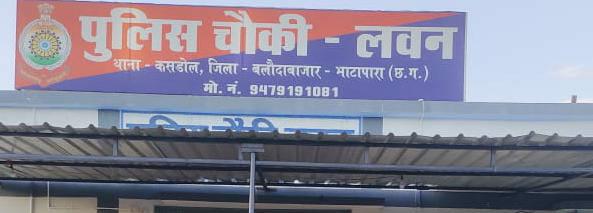 पुलिस चौकी - लवन
थाना - कसडोल, जिला - बलौदाबाजार - भाटापारा (छ.ग.)
मो. नं. 9479191081
पुलिस चौकी